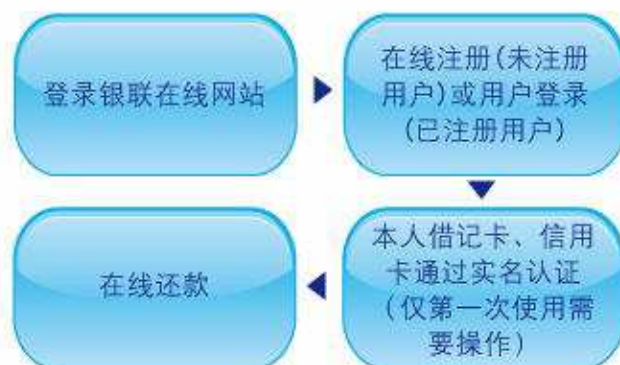 登录银联在线网站
在线注册(未注册
用户)或用户登录
(已注册用户)
本人借记卡、信用
卡通过实名认证
(仅第一次使用需
要操作)
在线还款